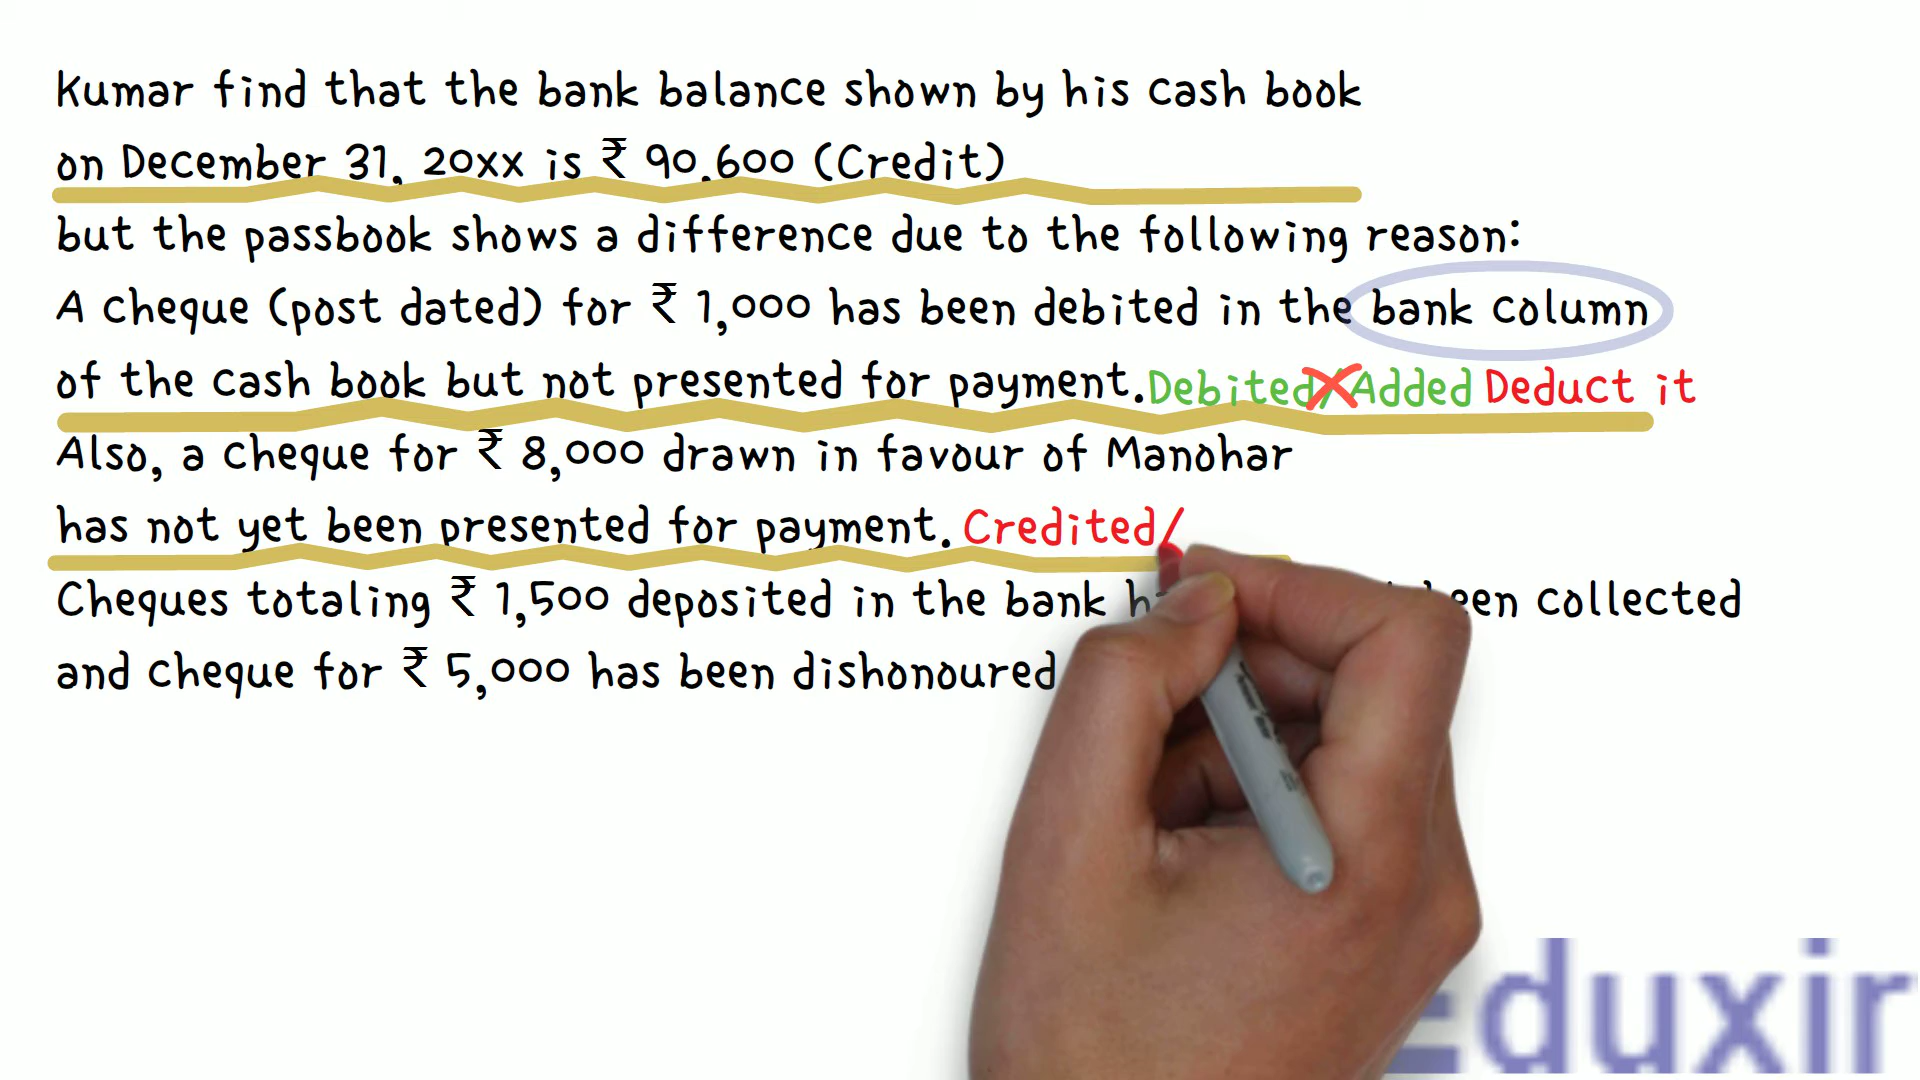 Kumar find that the bank balance shown by his cash book
on December 31, 20xx is ₹ 90,600 (Credit)
but the passbook shows a difference due to the following reason:
A cheque (post dated) for ₹ 1,000 has been debited in the bank column
of the cash book but not presented for payment. Debited/Added Deduct it
Also, a cheque for ₹ 8,000 drawn in favour of Manohar
has not yet been presented for payment. Credited/
Cheques totaling ₹ 1,500 deposited in the bank collected
and cheque for ₹ 5,000 has been dishonoured